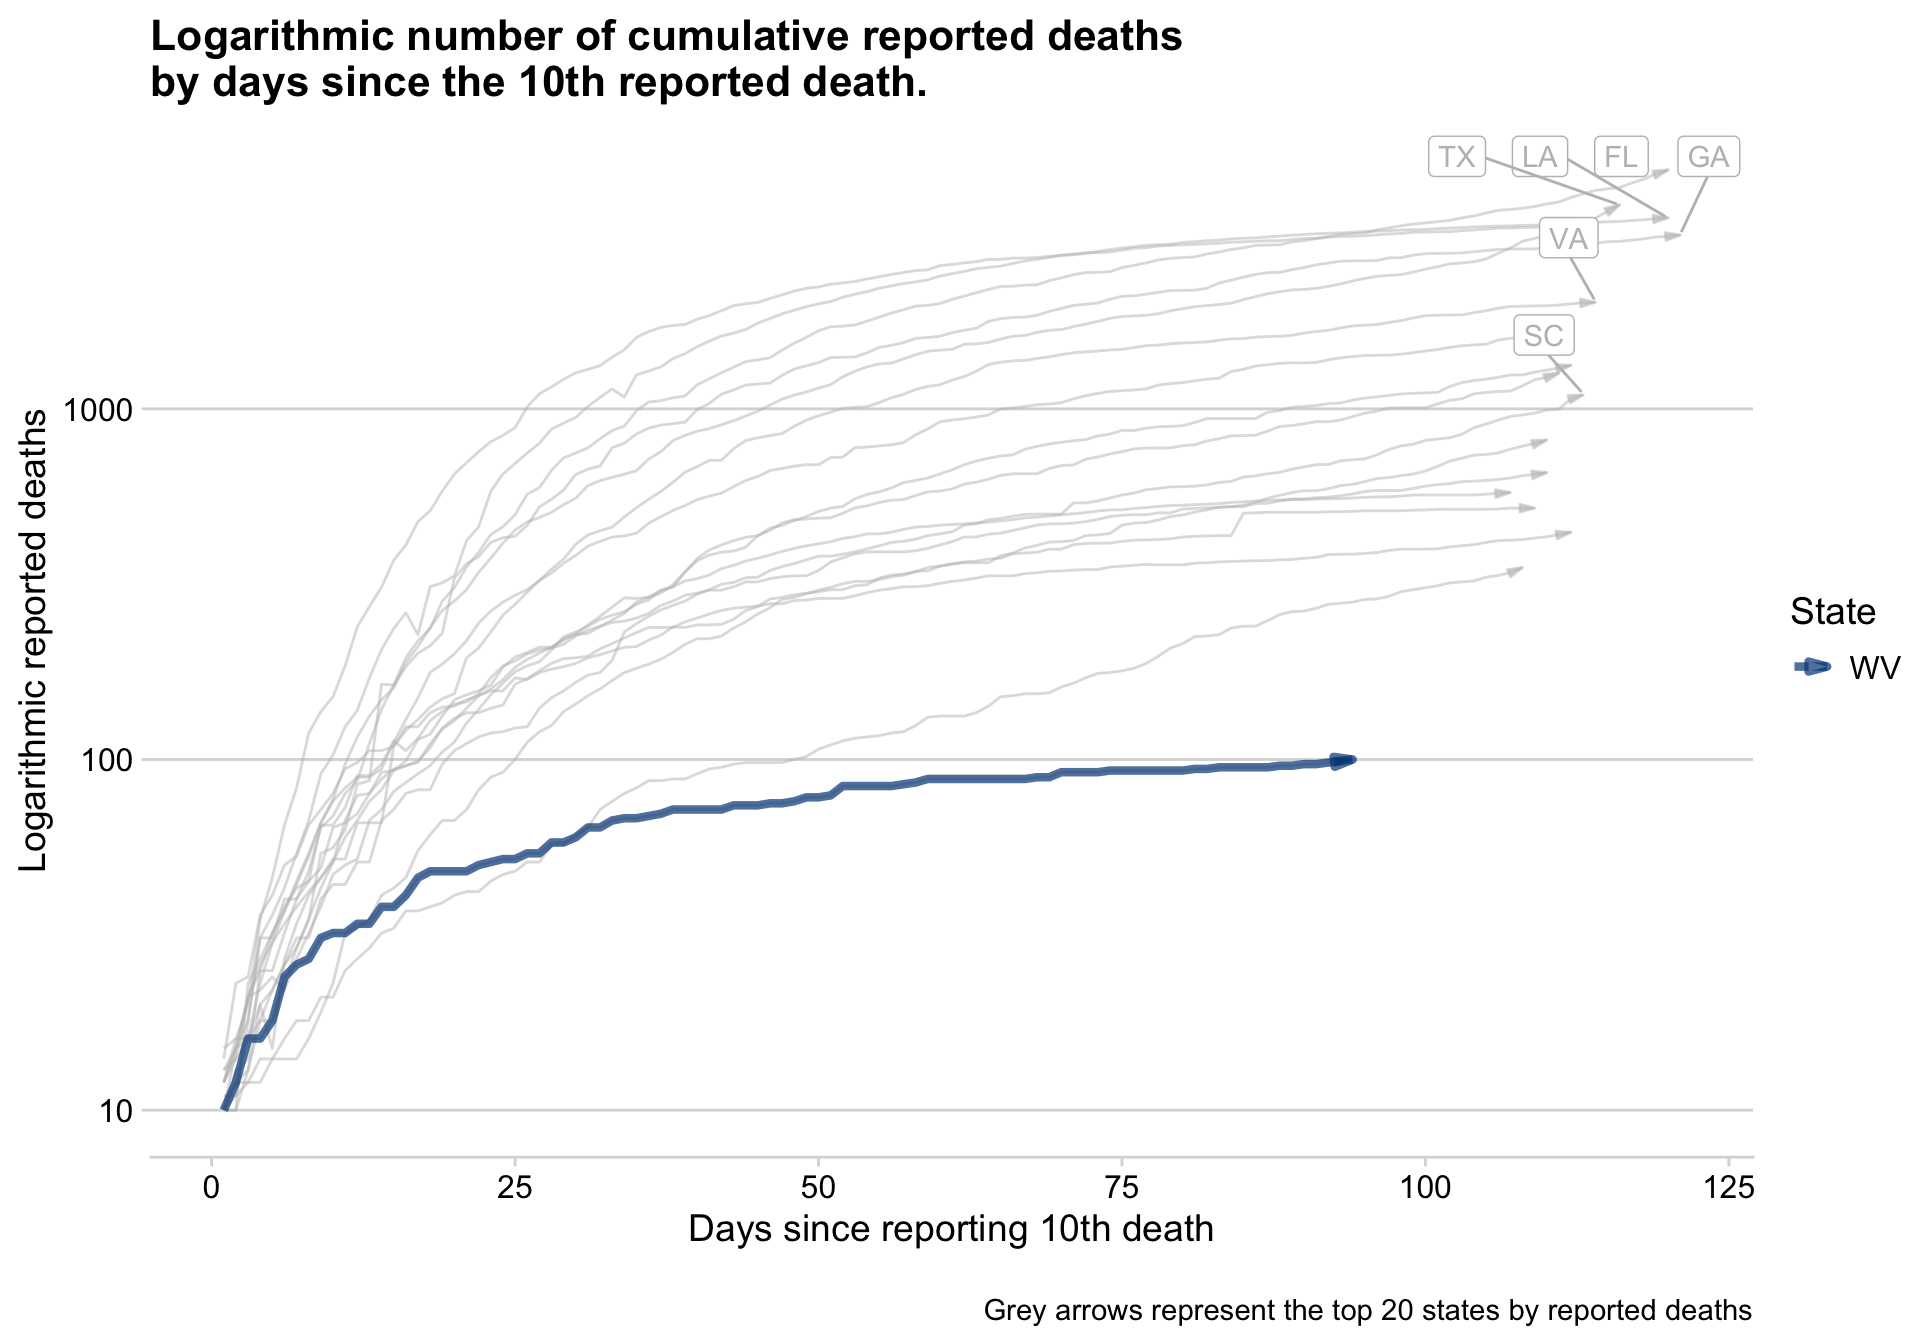 Logarithmic number of cumulative reported deaths
by days since the 10th reported death.
TX LA FL GA
VA
SC
1000
100
10
Logarithmic reported deaths
0 25 50 75 100 125
Days since reporting 10th death
State
WV
Grey arrows represent the top 20 states by reported deaths